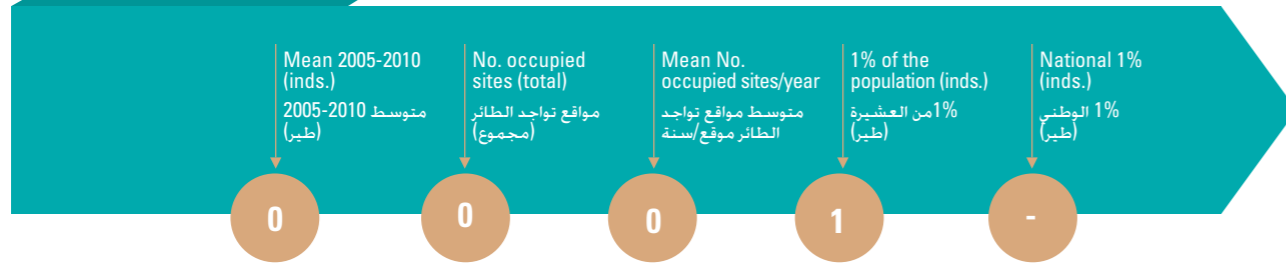 Mean 2005-2010
(inds.)
متوسط 2005-2010
(طير)
0
No. occupied
sites (total)
مواقع تواجد الطائر
(مجموع)
0
Mean No.
occupied sites/year
متوسط مواقع تواجد
الطائر موقع/سنة
0
1% of the
population (inds.)
1%من العشيرة
(طير)
1
National 1%
(inds.)
1% الوطني
(طير)
-